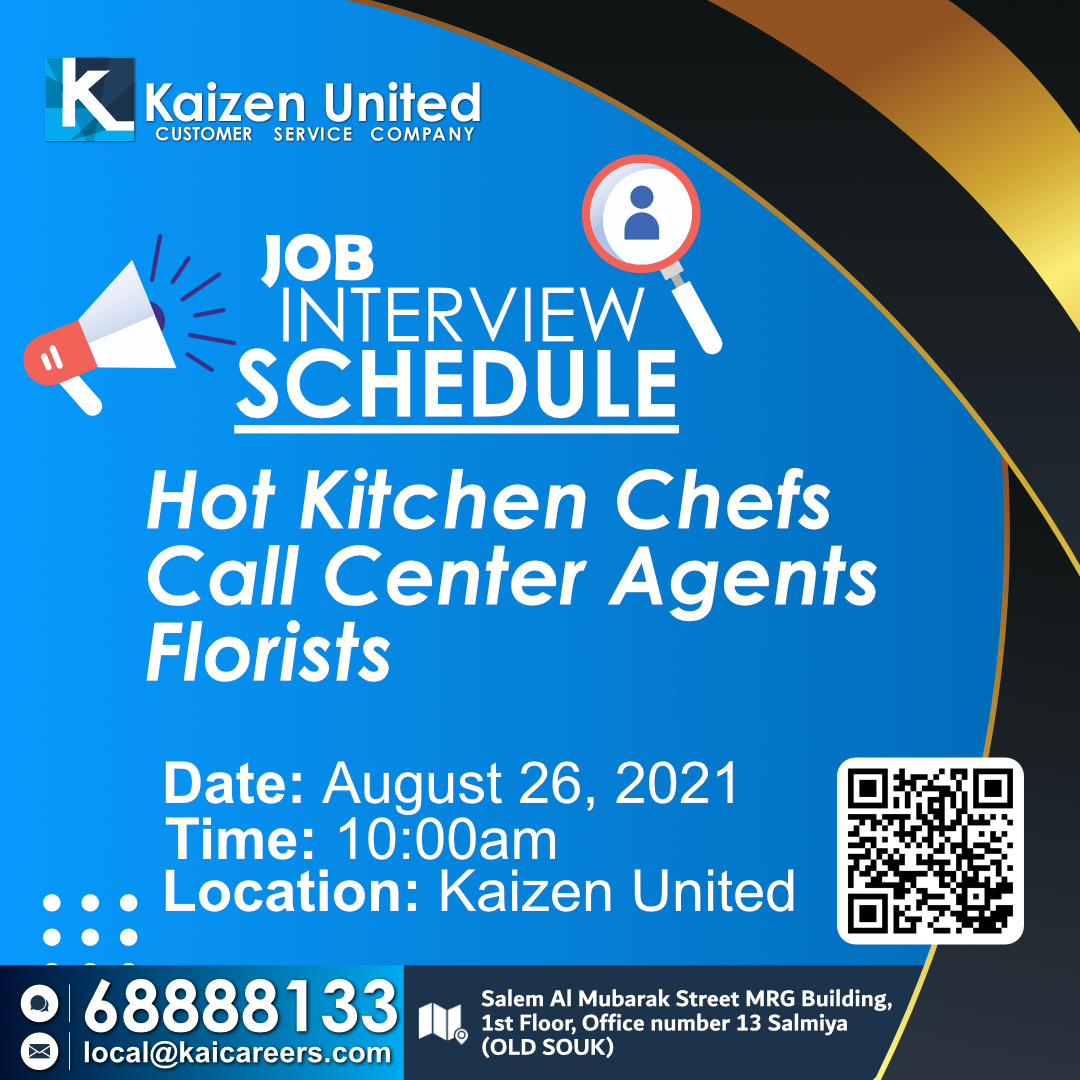 K Kaizen United
CUSTOMER SERVICE COMPANY
JOB
INTERVIEW
SCHEDULE
Hot Kitchen Chefs
Call Center Agents
Florists
Date: August 26, 2021
Time: 10:00am
Location: Kaizen United
68888133
local@kaicareers.com
Salem Al Mubarak Street MRG Building,
1st Floor, Office number 13 Salmiya
(OLD SOUK)